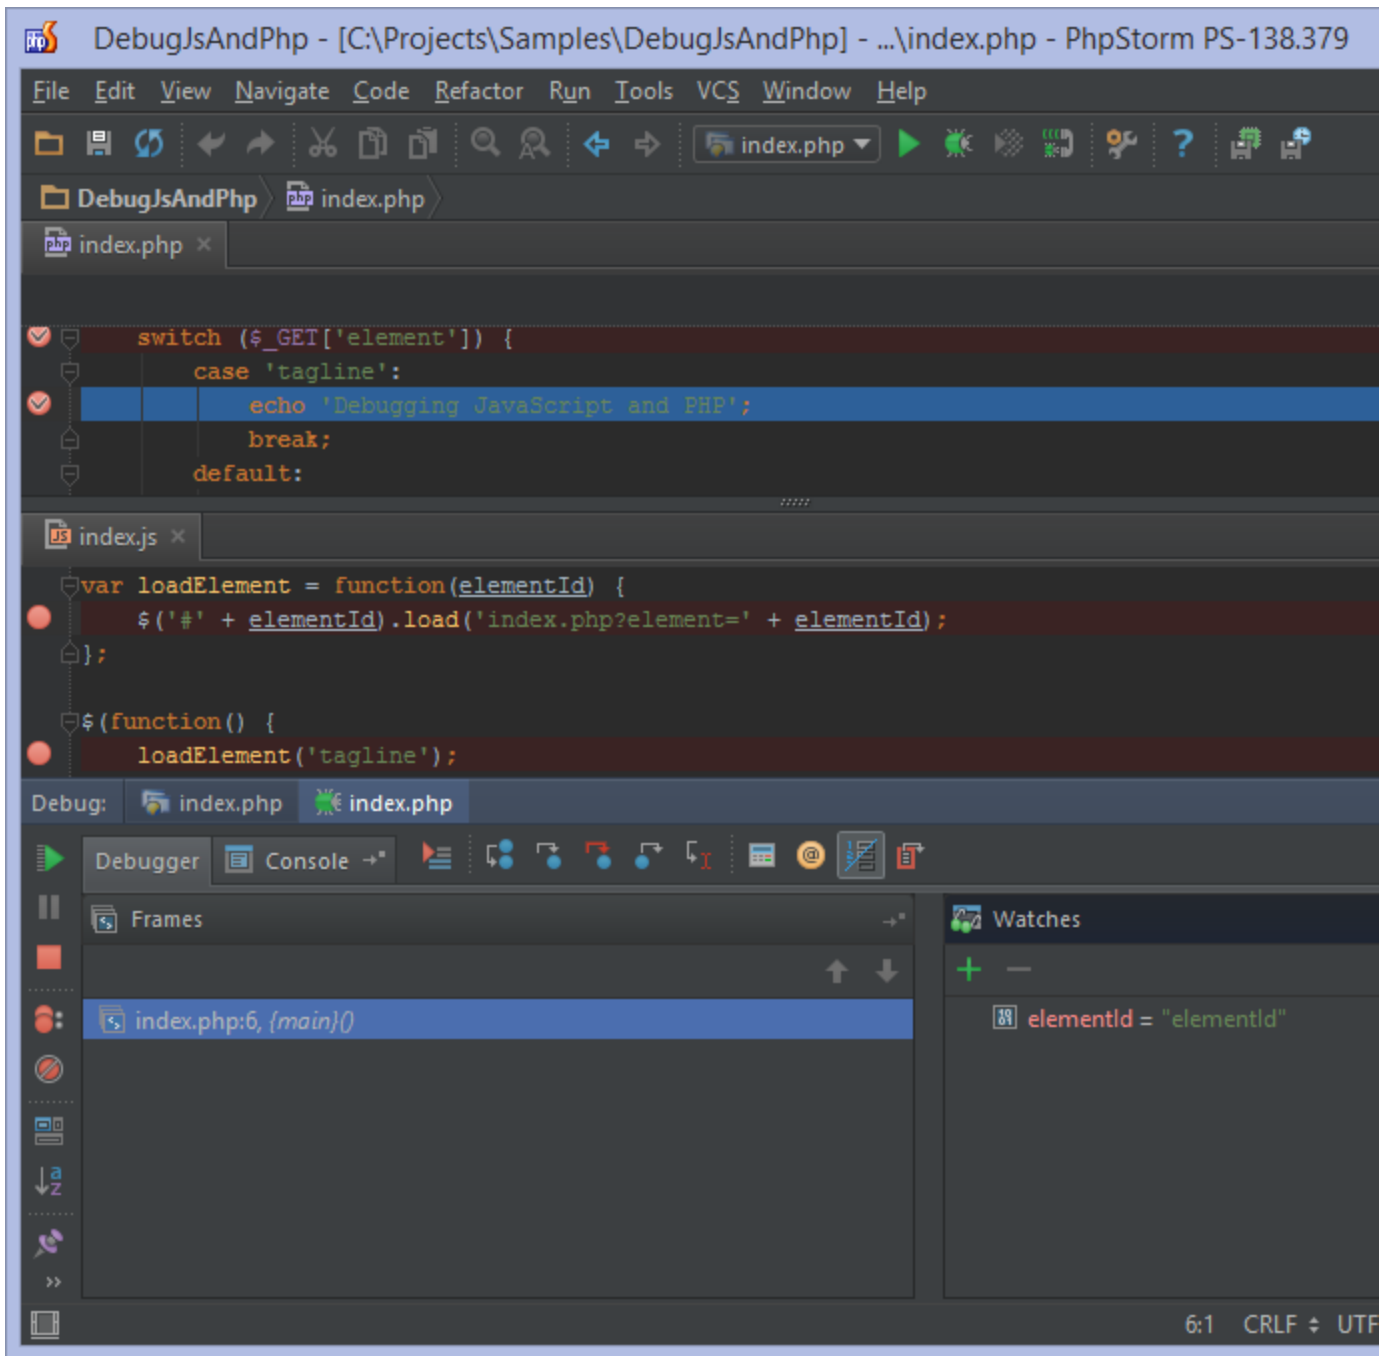 DebugJsAndPhp - [C:\Projects\Samples\DebugJsAndPhp] - ...\index.php - PhpStorm PS-138.379
File Edit View Navigate Code Refactor Run Tools VCS Window Help
index.php
DebugJsAndPhp index.php
index.php
switch ($_GET['element']) {
case 'tagline':
echo 'Debugging JavaScript and PHP';
break;
default:
index.js
var loadElement = function(elementId) {
$('#' + elementId).load('index.php?element=' + elementId);
};
$(function() {
loadElement('tagline');
Debug: index.php index.php
Debugger Console
Frames Watches
index.php:6, {main}() elementId = "elementId"
6:1 CRLF UTF